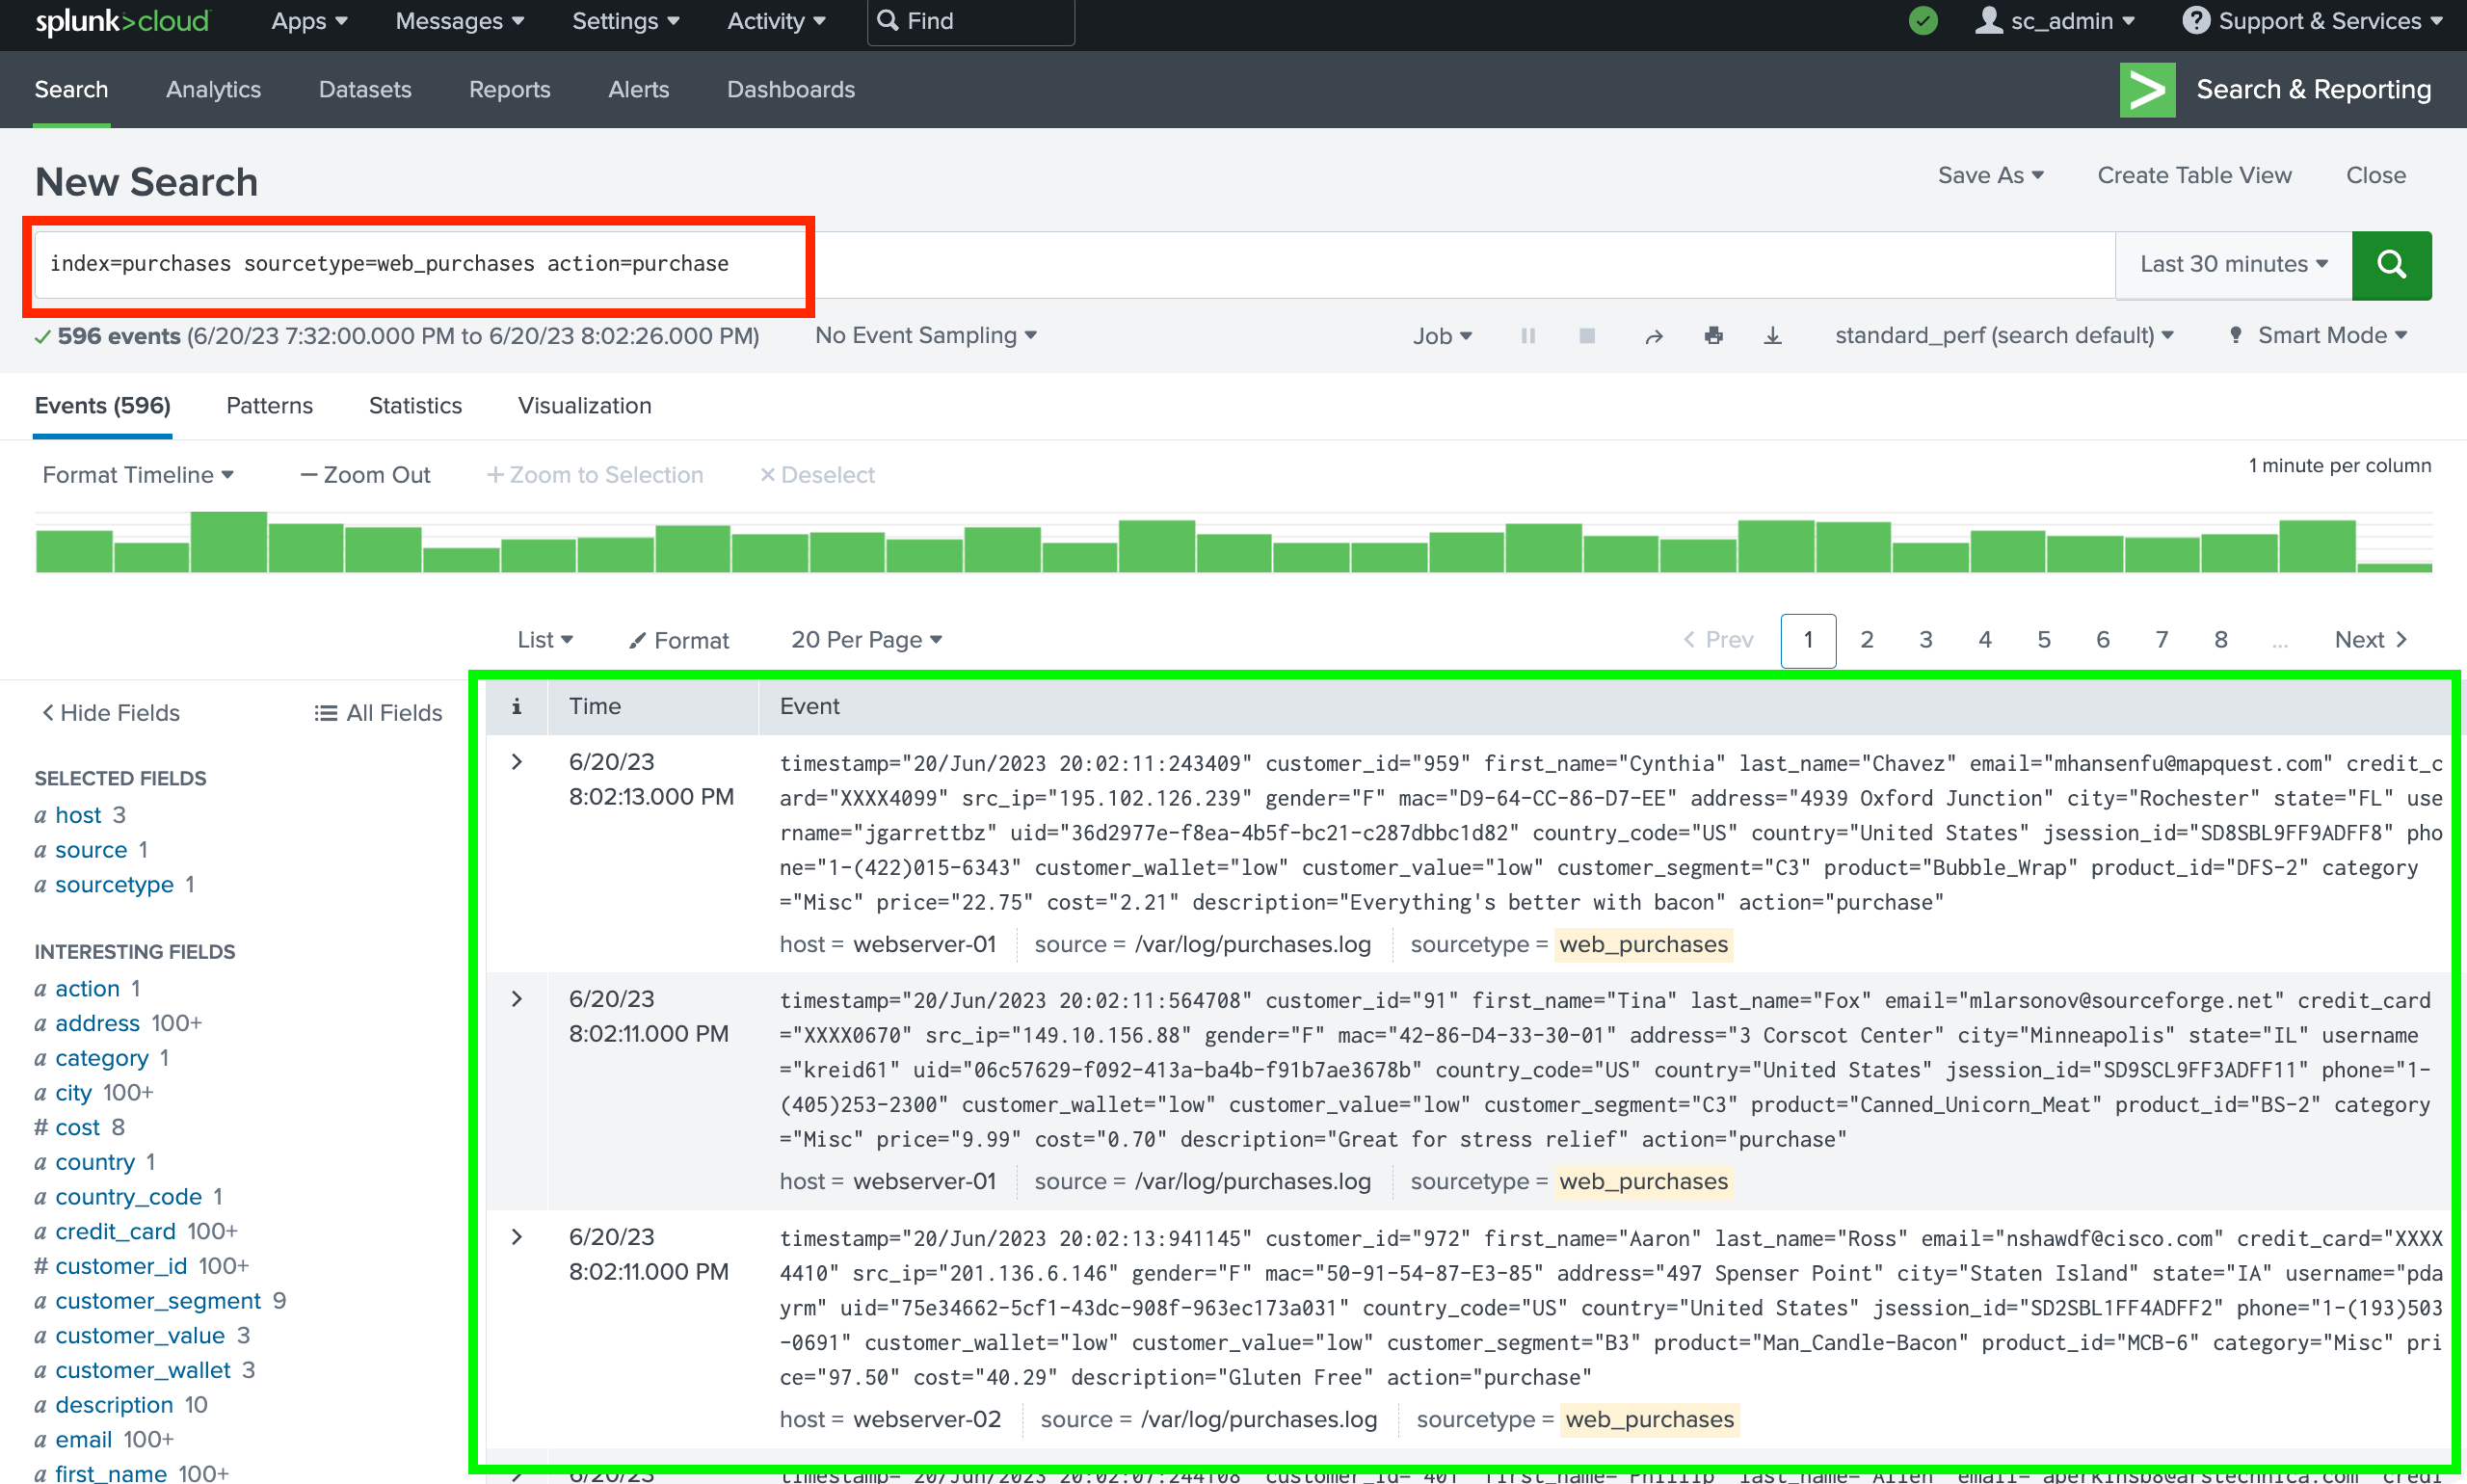 splunk>cloud Apps Messages Settings Activity Find sc_admin ? Support & Services
Search Analytics Datasets Reports Alerts Dashboards > Search & Reporting
New Search Save As Create Table View Close
index=purchases sourcetype=web_purchases action=purchase Last 30 minutes
596 events (6/20/23 7:32:00.000 PM to 6/20/23 8:02:26.000 PM) No Event Sampling Job standard_perf (search default) Smart Mode
Events (596) Patterns Statistics Visualization
Format Timeline — Zoom Out + Zoom to Selection × Deselect 1 minute per column
List Format 20 Per Page < Prev 1 2 3 4 5 6 7 8 ... Next >
< Hide Fields All Fields
SELECTED FIELDS
a host 3
a source 1
a sourcetype 1
INTERESTING FIELDS
a action 1
a address 100+
a category 1
a city 100+
# cost 8
a country 1
a country_code 1
a credit_card 100+
# customer_id 100+
a customer_segment 9
a customer_value 3
a customer_wallet 3
a description 10
a email 100+
a first_name 100+
i Time Event
> 6/20/23
8:02:13.000 PM
timestamp="20/Jun/2023 20:02:11:243409" customer_id="959" first_name="Cynthia" last_name="Chavez" email="mhansenfu@mapquest.com" credit_c
ard="XXXX4099" src_ip="195.102.126.239" gender="F" mac="D9-64-CC-86-D7-EE" address="4939 Oxford Junction" city="Rochester" state="FL" use
rname="jgarrettbz" uid="36d2977e-f8ea-4b5f-bc21-c287dbbc1d82" country_code="US" country="United States" jsession_id="SD8SBL9FF9ADFF8" pho
ne="1-(422)015-6343" customer_wallet="low" customer_value="low" customer_segment="C3" product="Bubble_Wrap" product_id="DFS-2" category
="Misc" price="22.75" cost="2.21" description="Everything's better with bacon" action="purchase"
host = webserver-01 source = /var/log/purchases.log sourcetype = web_purchases
> 6/20/23
8:02:11.000 PM
timestamp="20/Jun/2023 20:02:11:564708" customer_id="91" first_name="Tina" last_name="Fox" email="mlarsonov@sourceforge.net" credit_card
="XXXX0670" src_ip="149.10.156.88" gender="F" mac="42-86-D4-33-30-01" address="3 Corscot Center" city="Minneapolis" state="IL" username
="kreid61" uid="06c57629-f092-413a-ba4b-f91b7ae3678b" country_code="US" country="United States" jsession_id="SD9SCL9FF3ADFF11" phone="1-
(405)253-2300" customer_wallet="low" customer_value="low" customer_segment="C3" product="Canned_Unicorn_Meat" product_id="BS-2" category
="Misc" price="9.99" cost="0.70" description="Great for stress relief" action="purchase"
host = webserver-01 source = /var/log/purchases.log sourcetype = web_purchases
> 6/20/23
8:02:11.000 PM
timestamp="20/Jun/2023 20:02:13:941145" customer_id="972" first_name="Aaron" last_name="Ross" email="nshawdf@cisco.com" credit_card="XXXX
4410" src_ip="201.136.6.146" gender="F" mac="50-91-54-87-E3-85" address="497 Spenser Point" city="Staten Island" state="IA" username="pda
yrm" uid="75e34662-5cf1-43dc-908f-963ec173a031" country_code="US" country="United States" jsession_id="SD2SBL1FF4ADFF2" phone="1-(193)503
-0691" customer_wallet="low" customer_value="low" customer_segment="B3" product="Man_Candle-Bacon" product_id="MCB-6" category="Misc" pri
ce="97.50" cost="40.29" description="Gluten Free" action="purchase"
host = webserver-02 source = /var/log/purchases.log sourcetype = web_purchases